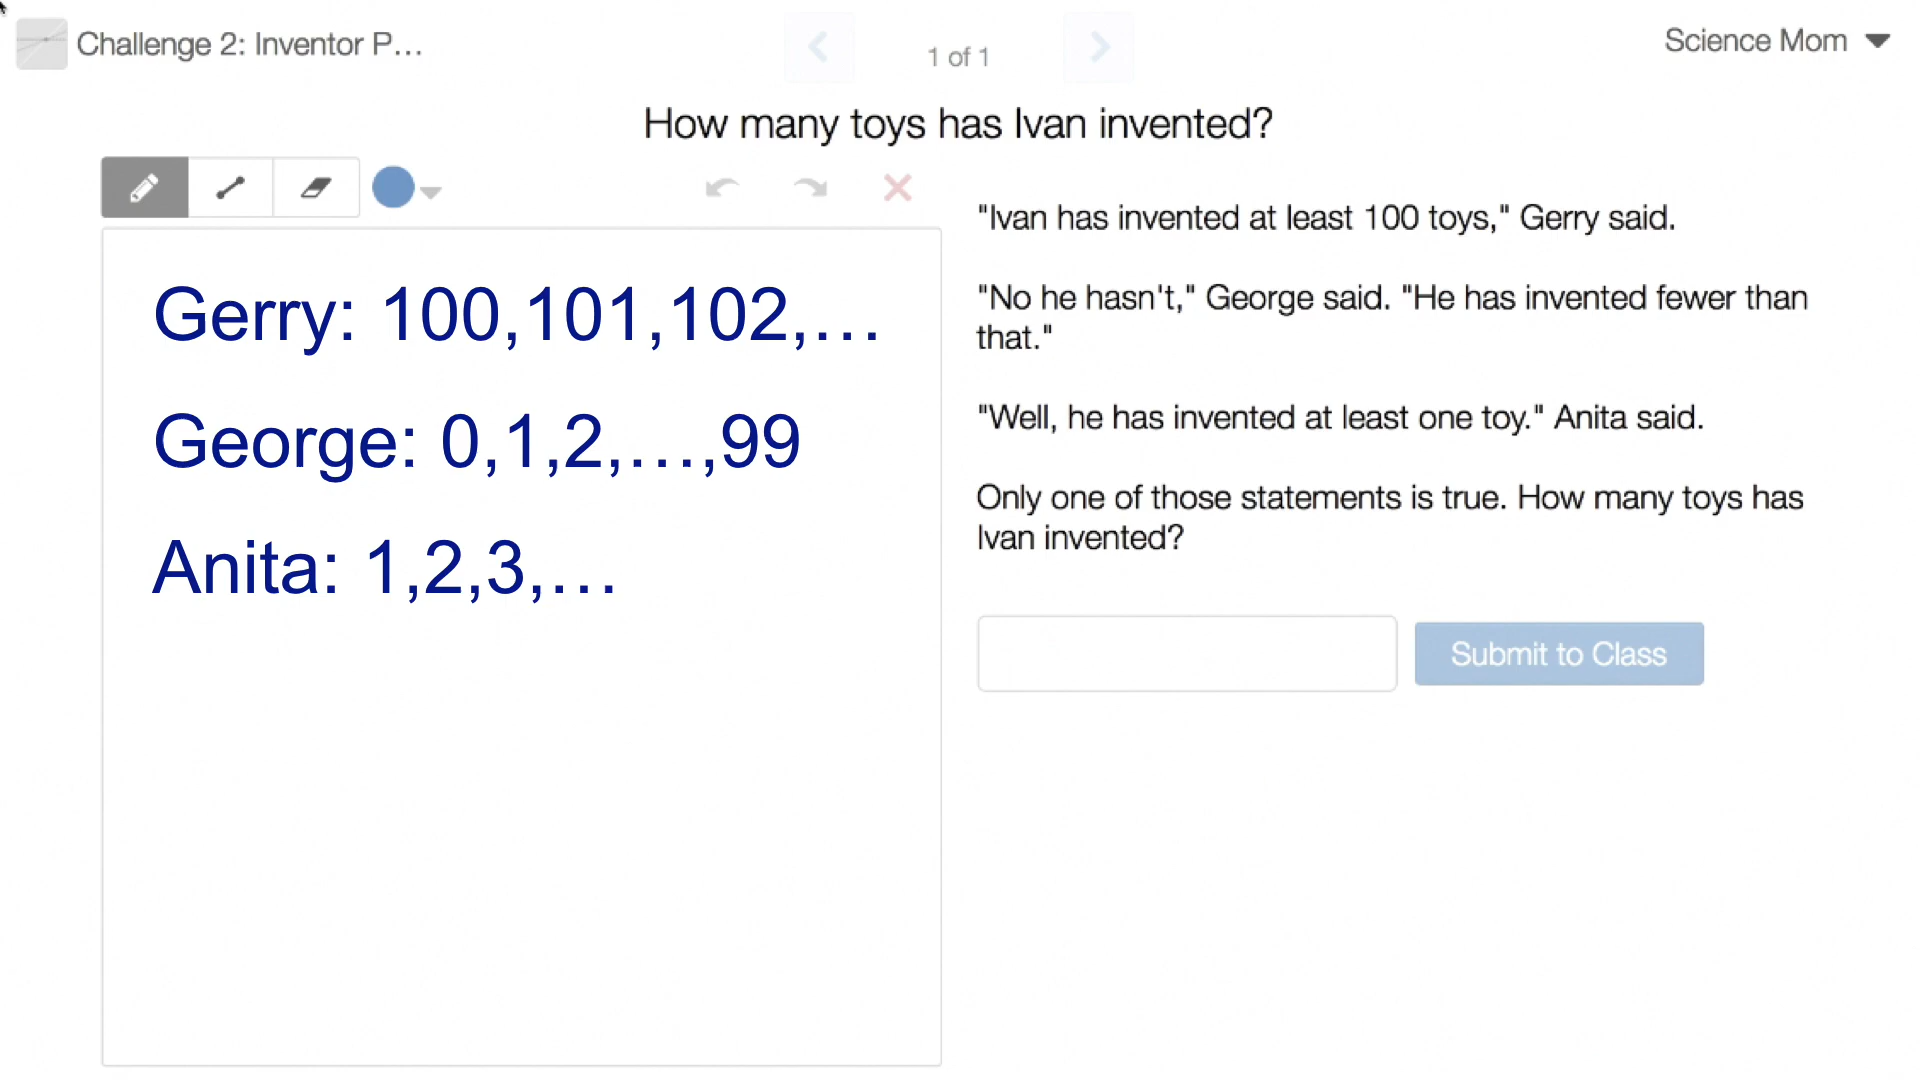 Challenge 2: Inventor P...
1 of 1
Science Mom
How many toys has Ivan invented?
Gerry: 100,101,102,...
George: 0,1,2,...,99
Anita: 1,2,3,...
"Ivan has invented at least 100 toys," Gerry said.
"No he hasn't," George said. "He has invented fewer than
that."
"Well, he has invented at least one toy." Anita said.
Only one of those statements is true. How many toys has
Ivan invented?
Submit to Class